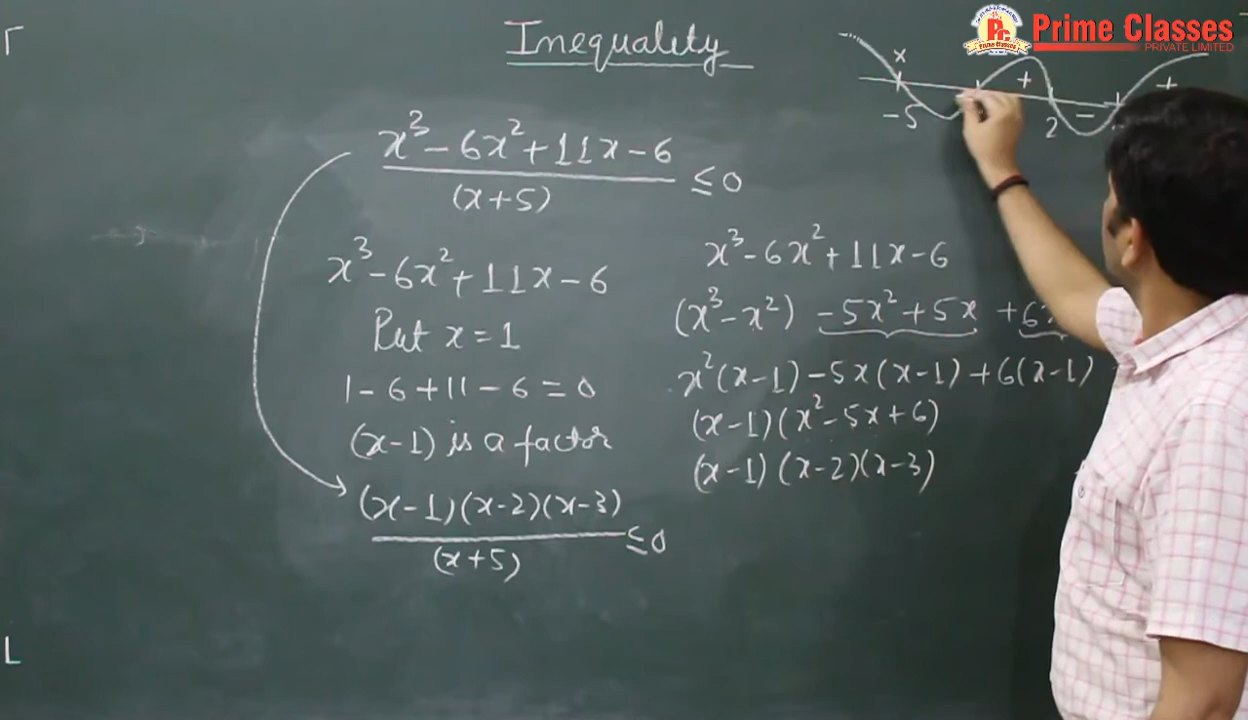 Inequality
Prime Classes
PRIVATE LIMITED
x³ - 6x² + 11x - 6
(x+5)
≤ 0
x
-5
+
2
-
+
x³ - 6x² + 11x - 6
Put x = 1
1 - 6 + 11 - 6 = 0
(x-1) is a factor
(x-1)(x-2)(x-3)
(x+5)
≤ 0
x³ - 6x² + 11x - 6
(x³ - x²) - 5x² + 5x + 6
x²(x-1) - 5x(x-1) + 6(x-1)
(x-1)(x² - 5x + 6)
(x-1)(x-2)(x-3)